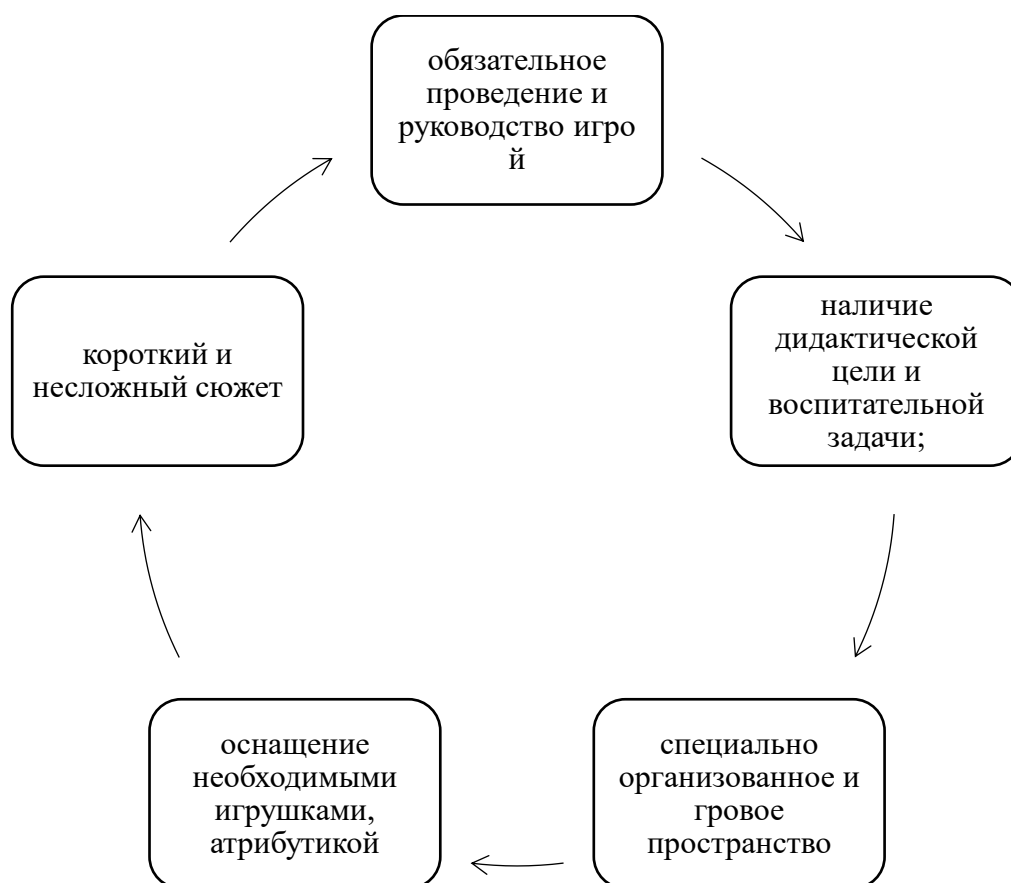 обязательное
проведение и
руководство игро
й
наличие
дидактической
цели и
воспитательной
задачи;
специально
организованное и
гровое
пространство
оснащение
необходимыми
игрушками,
атрибутикой
короткий и
несложный сюжет